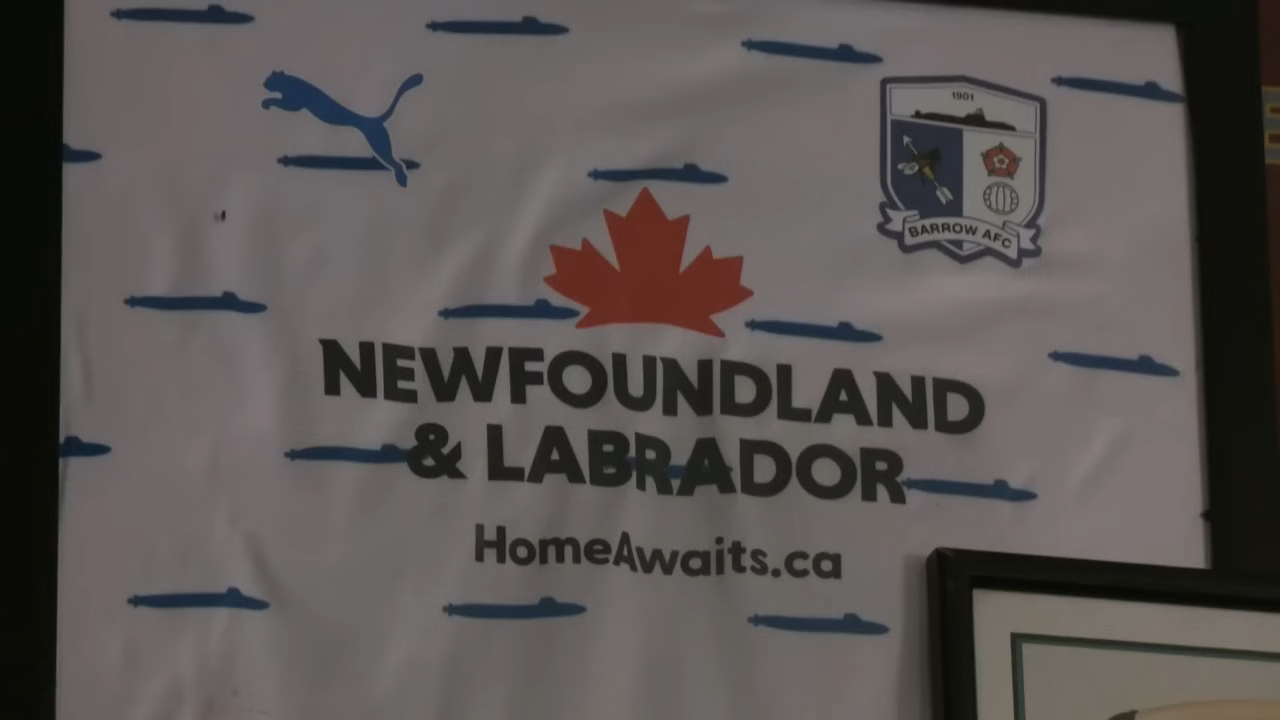 1901
BARROW AFC
NEWFOUNDLAND
& LABRADOR
HomeAwaits.ca